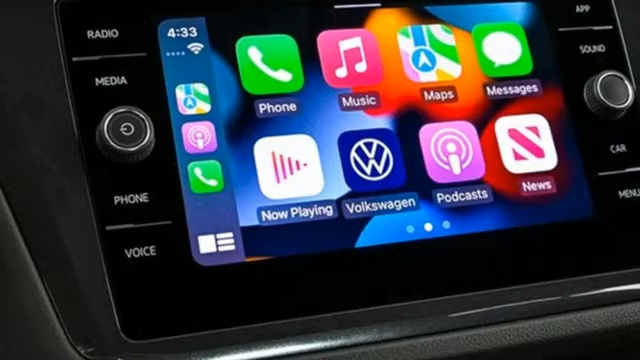 RADIO
MEDIA
PHONE
VOICE
4:33
Phone
Music
Maps
Messages
Now Playing
Volkswagen
Podcasts
News
APP
SOUND
CAR
MENU